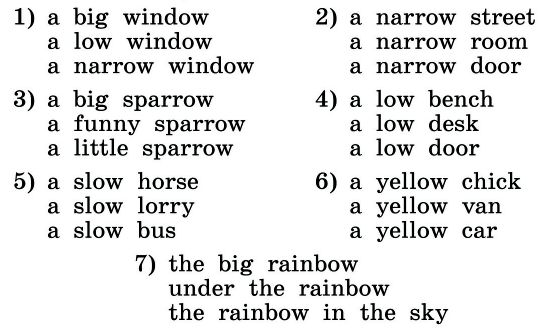 1) a big window
a low window
a narrow window
2) a narrow street
a narrow room
a narrow door
3) a big sparrow
a funny sparrow
a little sparrow
4) a low bench
a low desk
a low door
5) a slow horse
a slow lorry
a slow bus
6) a yellow chick
a yellow van
a yellow car
7) the big rainbow
under the rainbow
the rainbow in the sky